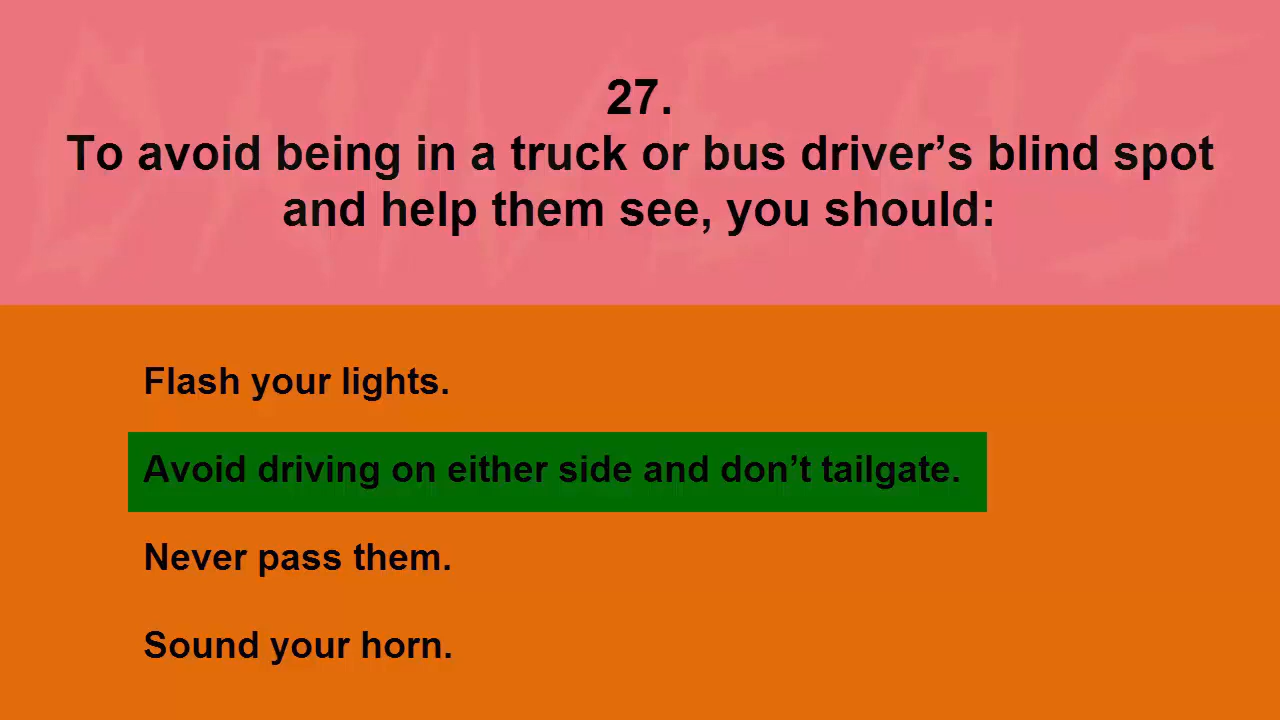 27.
To avoid being in a truck or bus driver’s blind spot
and help them see, you should:
Flash your lights.
Avoid driving on either side and don’t tailgate.
Never pass them.
Sound your horn.